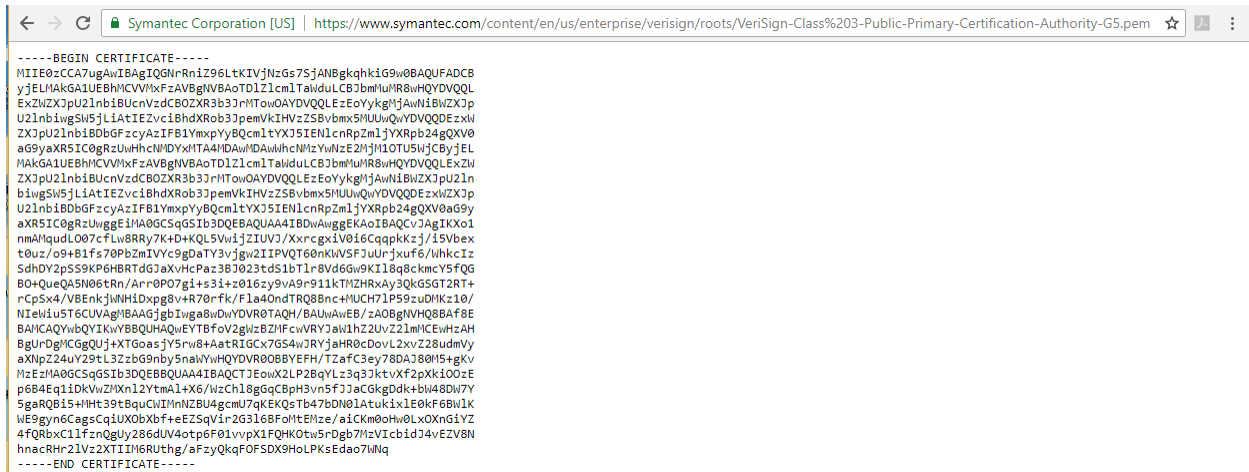 Symantec Corporation [US]
https://www.symantec.com/content/en/us/enterprise/verisign/roots/VeriSign-Class%203-Public-Primary-Certification-Authority-G5.pem
-----BEGIN CERTIFICATE-----
MIIE0zCCA7ugAwIBAgIQGNrRniZ96LtKIVjNzGs7SjANBgkqhkiG9w0BAQUFADCB
yjELMAkGA1UEBhMCVVMxFzAVBgNVBAoTDlZlcmlTaWduLCBJbmMuMR8wHQYDVQQL
ExZWZXJpU2lnbiBUcnVzdCBOZXR3b3JrMTowOAYDVQQLEzEoYykgMjAwNiBWZXJp
U2lnbiwgSW5jLiAtIEZvciBhdXRob3JpemVkIHVzZSBvbmx5MUUwQwYDVQQDEzxW
ZXJpU2lnbiBDbGFzcyAzIFB1YmxpYyBQcmltYXJ5IENlcnRpZmljYXRpb24gQXV0
aG9yaXR5IC0gRzUwHhcNMDYxMTA4MDAwMDAwWhcNMzYwNzE2MjM1OTU5WjCByjEL
MAkGA1UEBhMCVVMxFzAVBgNVBAoTDlZlcmlTaWduLCBJbmMuMR8wHQYDVQQLExZW
ZXJpU2lnbiBUcnVzdCBOZXR3b3JrMTowOAYDVQQLEzEoYykgMjAwNiBWZXJpU2ln
biwgSW5jLiAtIEZvciBhdXRob3JpemVkIHVzZSBvbmx5MUUwQwYDVQQDEzxWZXJp
U2lnbiBDbGFzcyAzIFB1YmxpYyBQcmltYXJ5IENlcnRpZmljYXRpb24gQXV0aG9y
aXR5IC0gRzUwggEiMA0GCSqGSIb3DQEBAQUAA4IBDwAwggEKAoIBAQCvJAgIKXo1
nmAMqudLO07cfLw8RRy7K+D+KQL5VwijZIUVJ/XxrcgxiV0i6CqqpkKzj/i5Vbex
t0uz/o9+B1fs70PbZmIVYc9gDaTY3vjgw2IIPVQT60nKWVSFJuUrjxuf6/WhkcIz
SdhDY2pSS9KP6HBRTdGJaXvHcPaz3BJ023tdS1bTlr8Vd6Gw9KIl8q8ckmcY5fQG
BO+QueQA5N06tRn/Arr0PO7gi+s3i+z016zy9vA9r911kTMZHRxAy3QkGSGT2RT+
rCpSx4/VBEnkjWNHiDxpg8v+R70rfk/Fla4OndTRQ8Bnc+MUCH7lP59zuDMKz10/
NIeWiu5T6CUVAgMBAAGjgbIwga8wDwYDVR0TAQH/BAUwAwEB/zAOBgNVHQ8BAf8E
BAMCAQYwbQYIKwYBBQUHAQwEYTBfoV2gWzBZMFcwVRYJaW1hZ2UvZ2lmMCEwHzAH
BgUrDgMCGgQUj+XTGoasjY5rw8+AatRIGCx7GS4wJRYjaHR0cDovL2xvZ28udmVy
aXNpZ24uY29tL3ZzbG9nby5naWYwHQYDVR0OBBYEFH/TZafC3ey78DAJ80M5+gKv
MzEzMA0GCSqGSIb3DQEBBQUAA4IBAQCTJEowX2LP2BqYLz3q3JktvXf2pXkiOOzE
p6B4Eq1iDkVwZMXnl2YtmAl+X6/WzChl8gGqCBpH3vn5fJJaCGkgDdk+bW48DW7Y
5gaRQBi5+MHt39tBquCWIMnNZBU4gcmU7qKEKQsTb47bDN0lAtukixlE0kF6BWlK
WE9gyn6CagsCqiUXObXbf+eEZSqVir2G3l6BFoMtEMze/aiCKm0oHw0LxOXnGiYZ
4fQRbxC1lfznQgUy286dUV4otp6F01vvpX1FQHKOtw5rDgb7MzVIcbidJ4vEZV8N
hnacRHr2lVz2XTIIM6RUthg/aFzyQkqFOFSDX9HoLPKsEdao7WNq
-----END CERTIFICATE-----